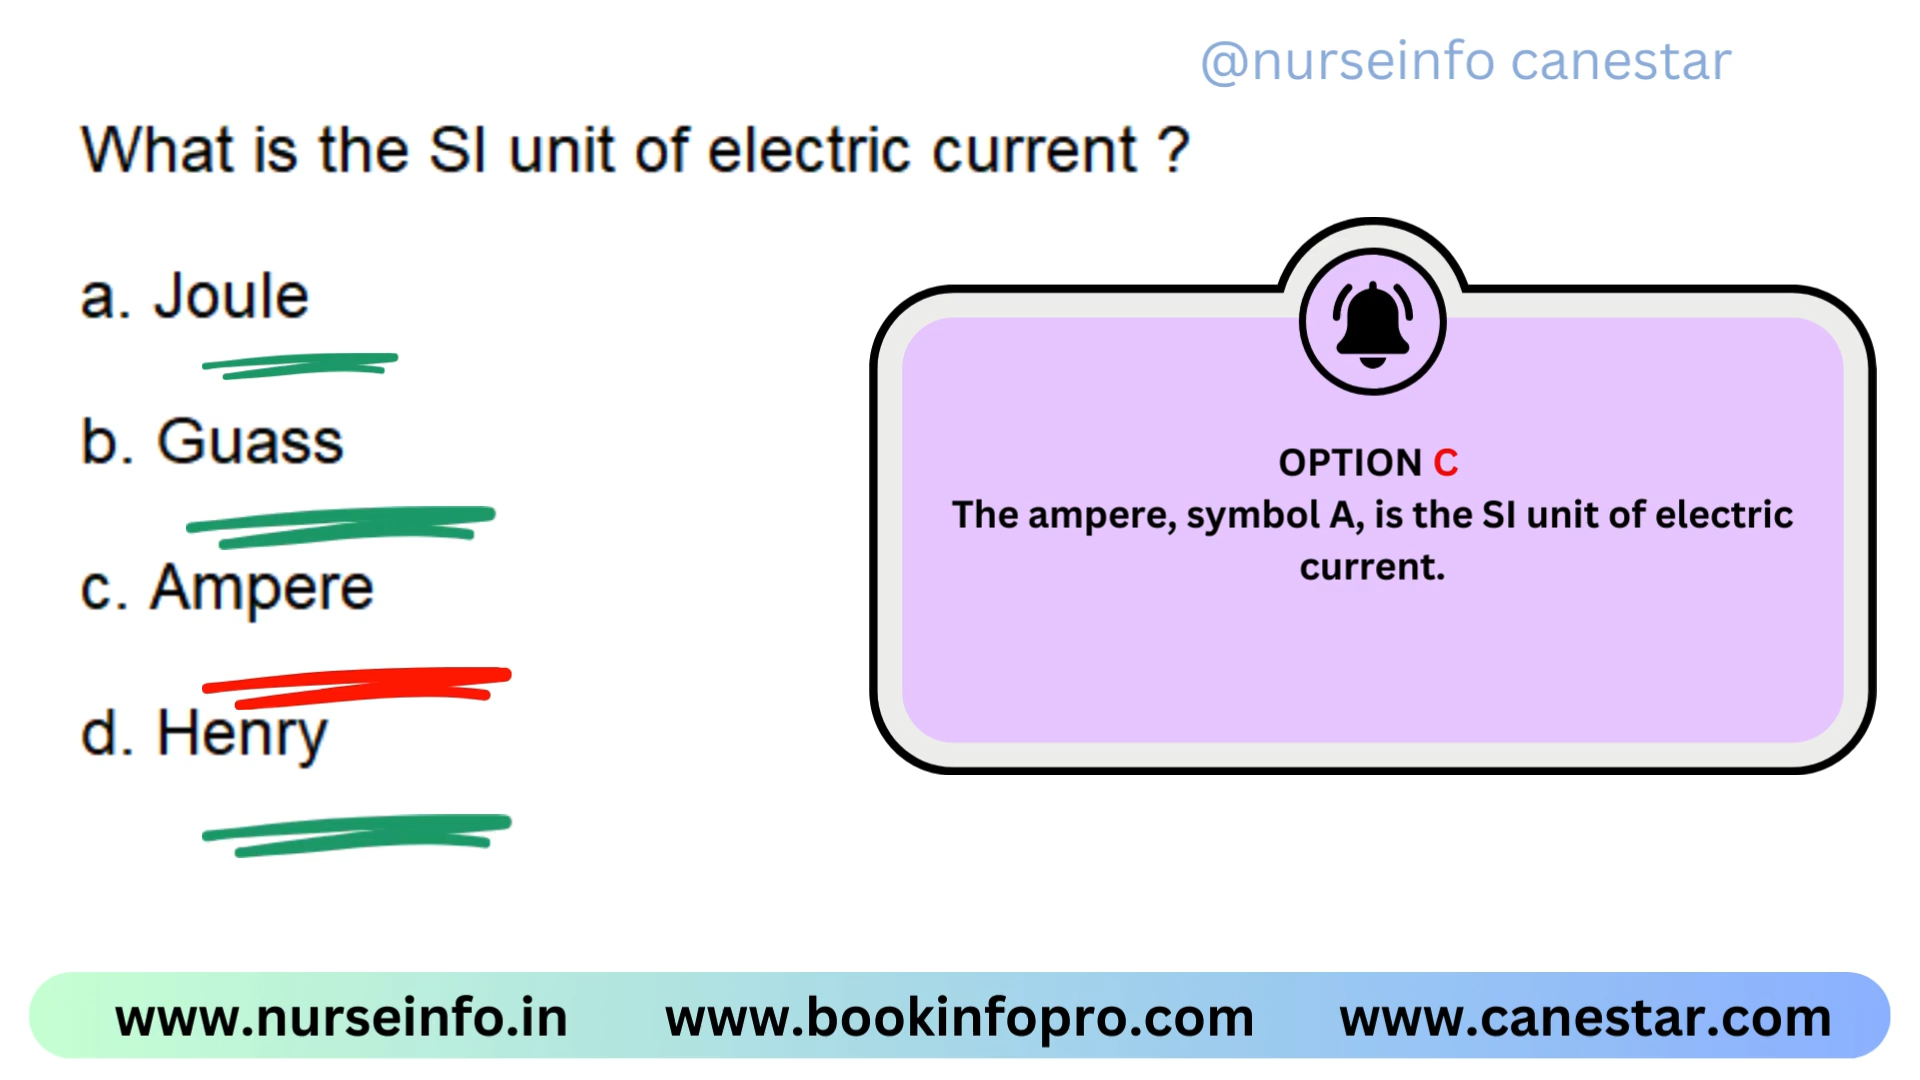 @nurseinfo canestar
What is the SI unit of electric current ?
a. Joule
b. Guass
c. Ampere
d. Henry
OPTION C
The ampere, symbol A, is the SI unit of electric
current.
www.nurseinfo.in www.bookinfopro.com www.canestar.com